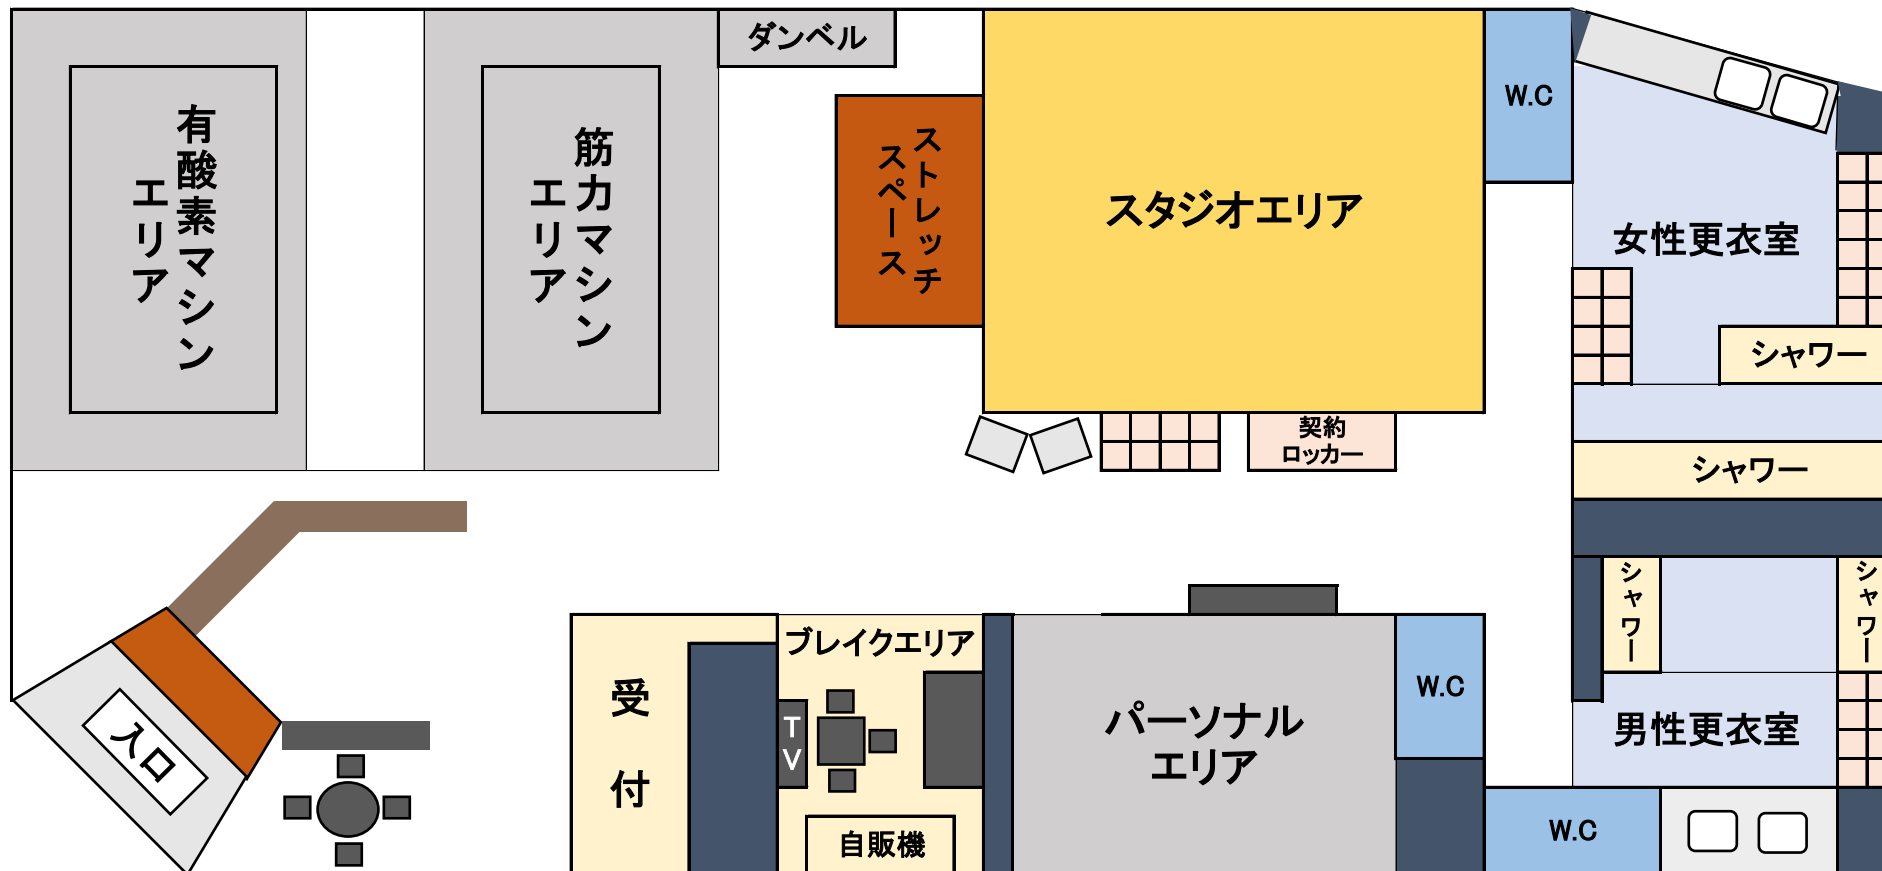 ダンベル
有酸素マシン
エリア
筋力マシン
エリア
ストレッチ
スペース
スタジオエリア
W.C
女性更衣室
シャワー
契約
ロッカー
シャワー
シャワー
シャワー
入口
受付
ブレイクエリア
TV
自販機
パーソナル
エリア
W.C
男性更衣室
W.C